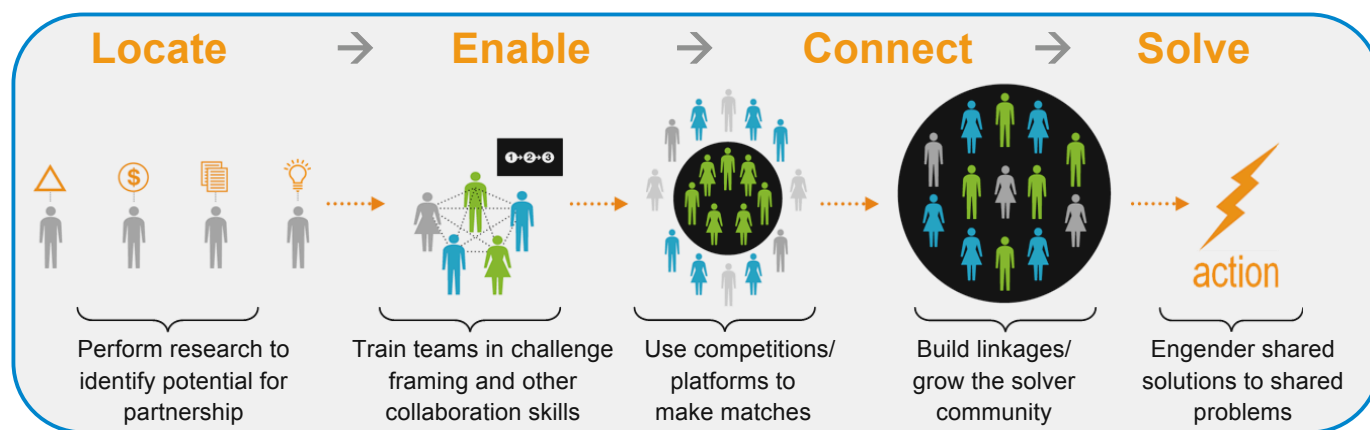 Locate → Enable → Connect → Solve
$
1→2→3
action
Perform research to
identify potential for
partnership
Train teams in challenge
framing and other
collaboration skills
Use competitions/
platforms to
make matches
Build linkages/
grow the solver
community
Engender shared
solutions to shared
problems